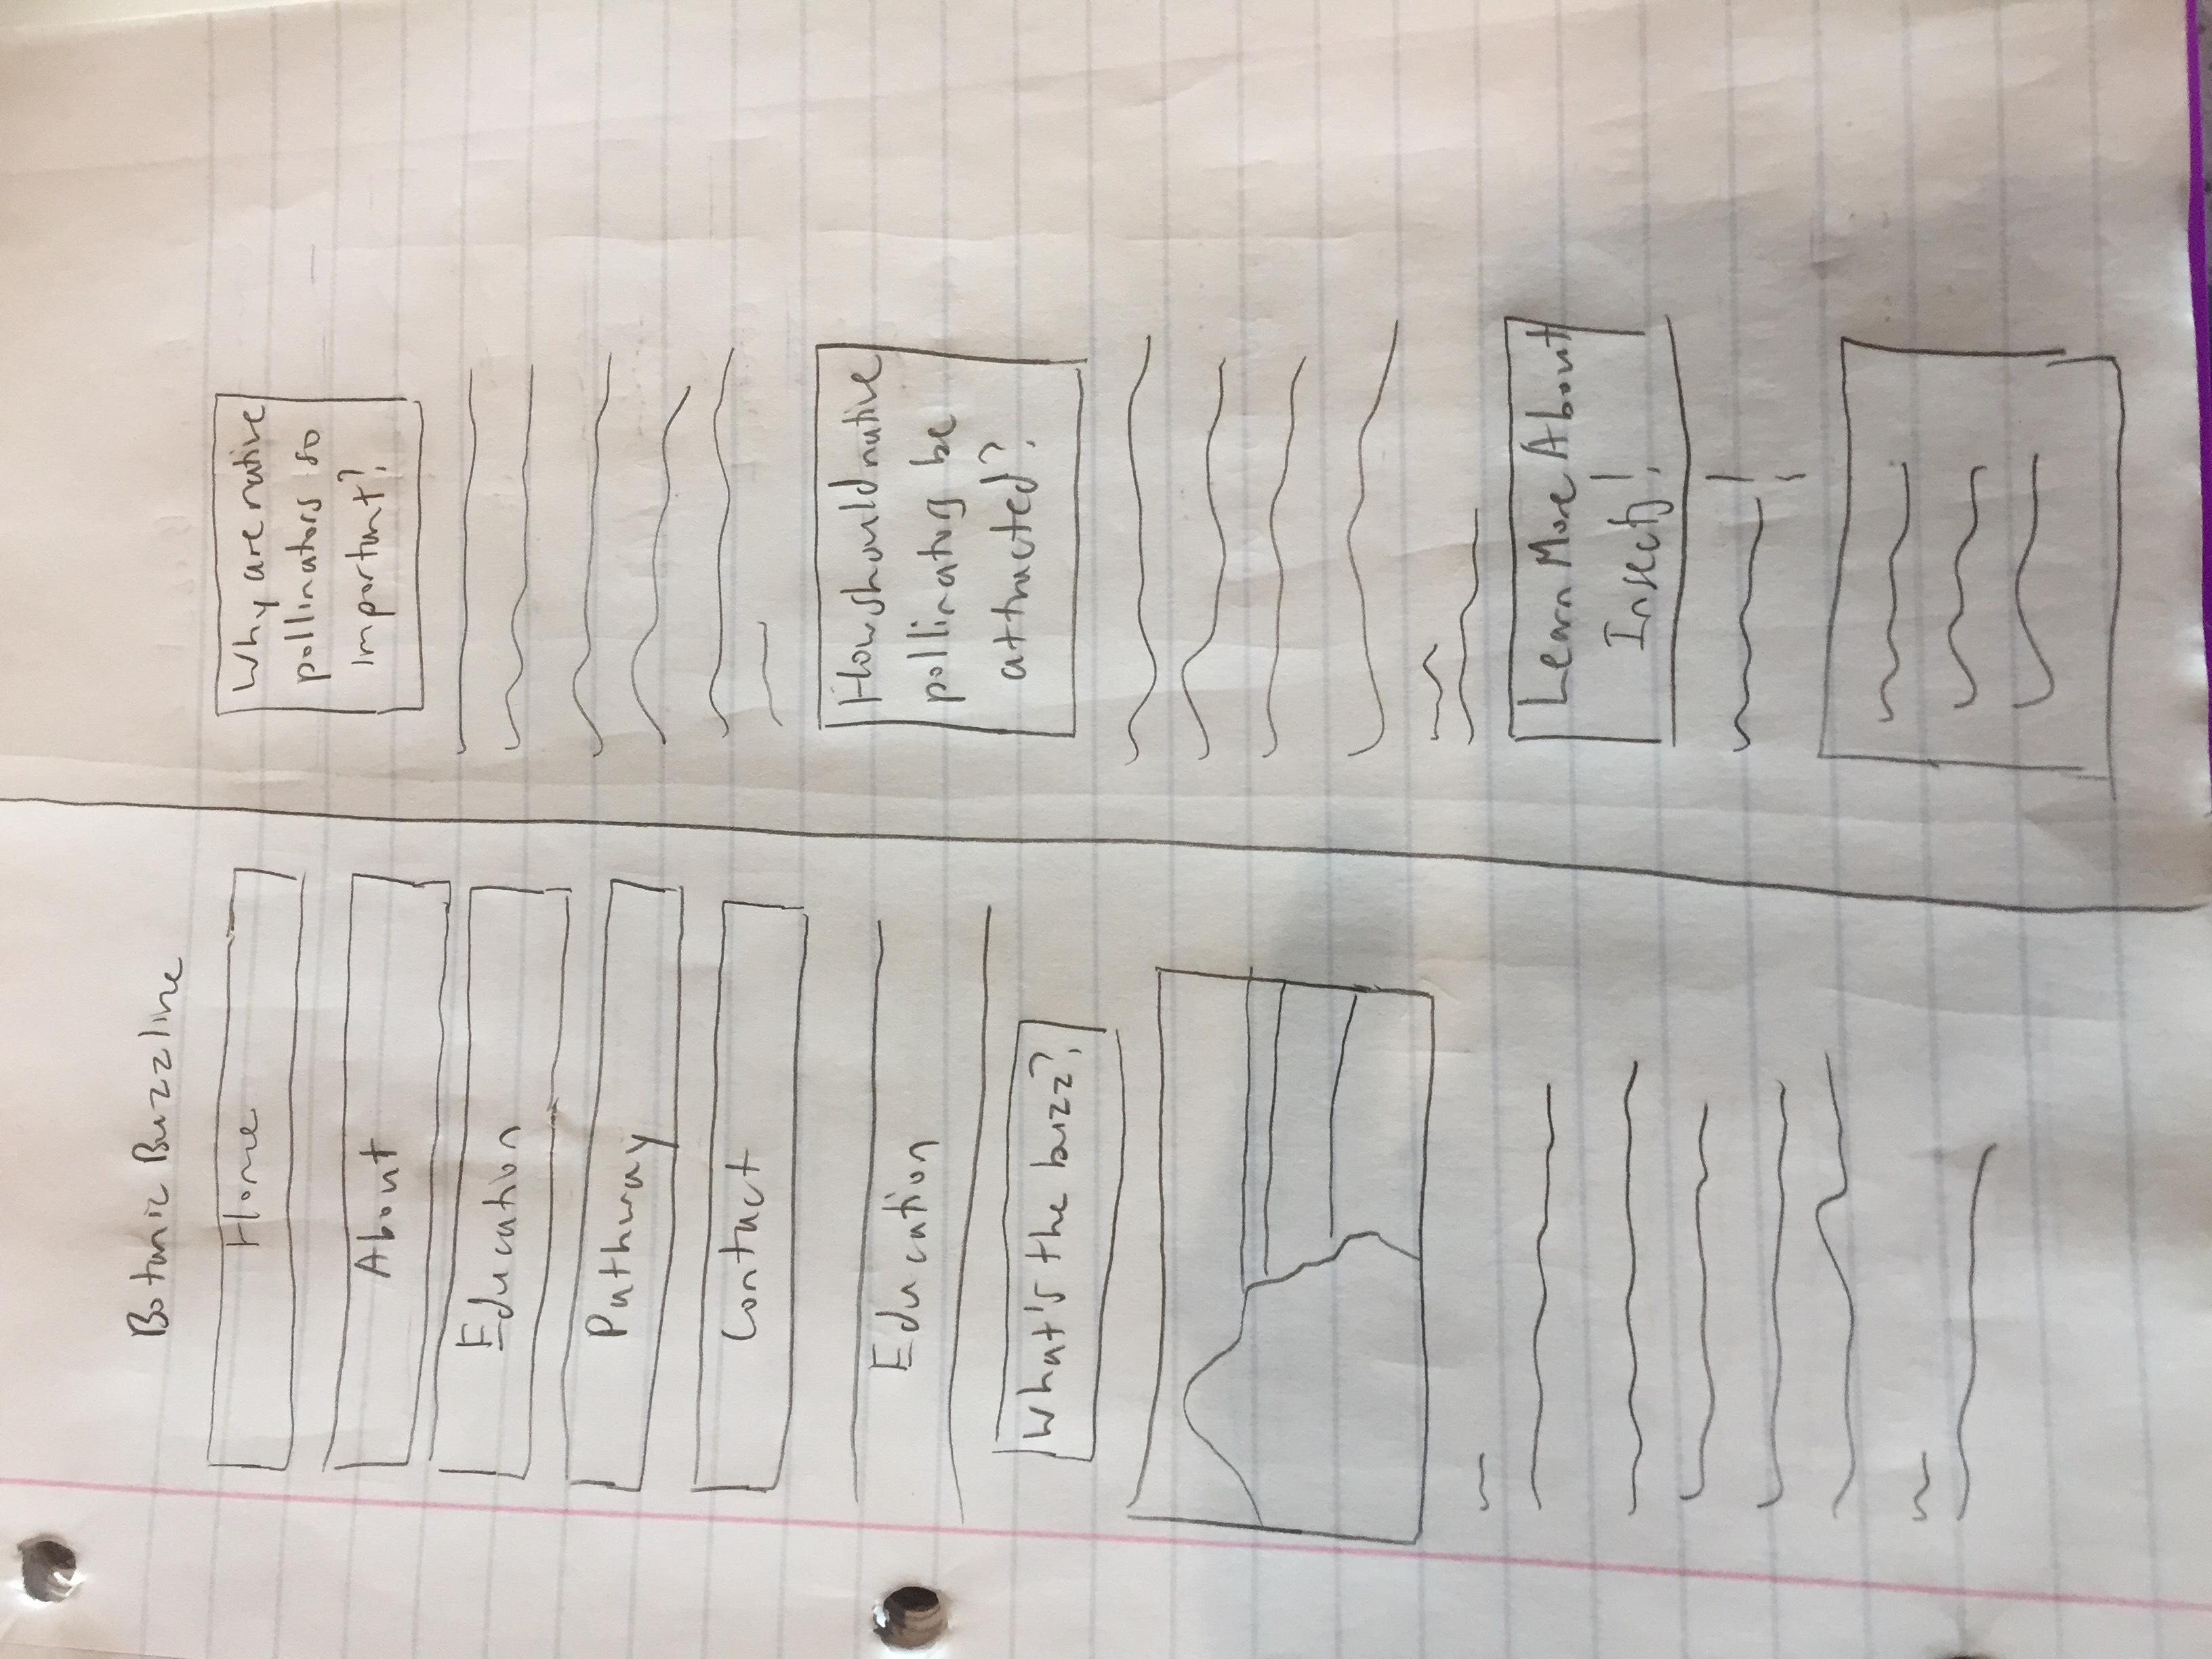 Botanic Buzzline
Home
About
Education
Pathway
Contact
Education
What's the buzz?
Why are native
pollinators so
important?
How should native
pollinators be
attracted?
Learn More About
Insects!